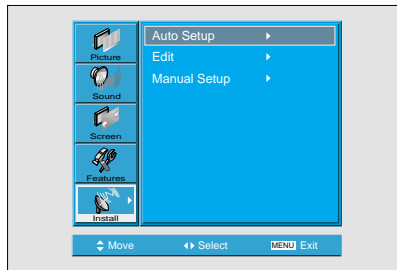 Picture
Sound
Screen
Features
Install
Auto Setup
Edit
Manual Setup
Move Select MENU Exit